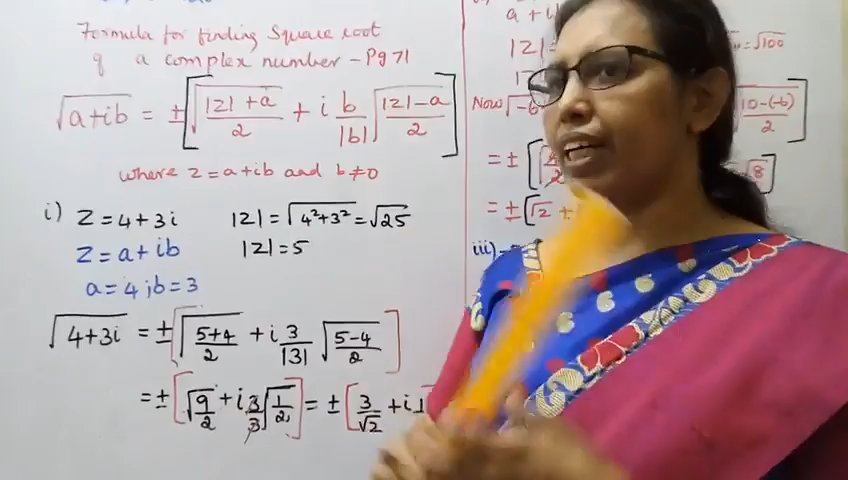 Formula for finding Square root
of a complex number - Pg 71
√(a+ib) = ±[√((|z|+a)/2) + i b/|b| √((|z|-a)/2)]
where z = a+ib and b ≠ 0
i) z = 4+3i |z| = √(4²+3²) = √25
z = a+ib |z| = 5
a = 4 ; b = 3
√(4+3i) = ±[√((5+4)/2) + i 3/|3| √((5-4)/2)]
= ±[√(9/2) + i 3/3 √(1/2)] = ±[3/√2 + i 1
a + i
|z| = √100
Now √-6
10-(-6)/2
= ±[
√8]
= ±[√2 +
iii)